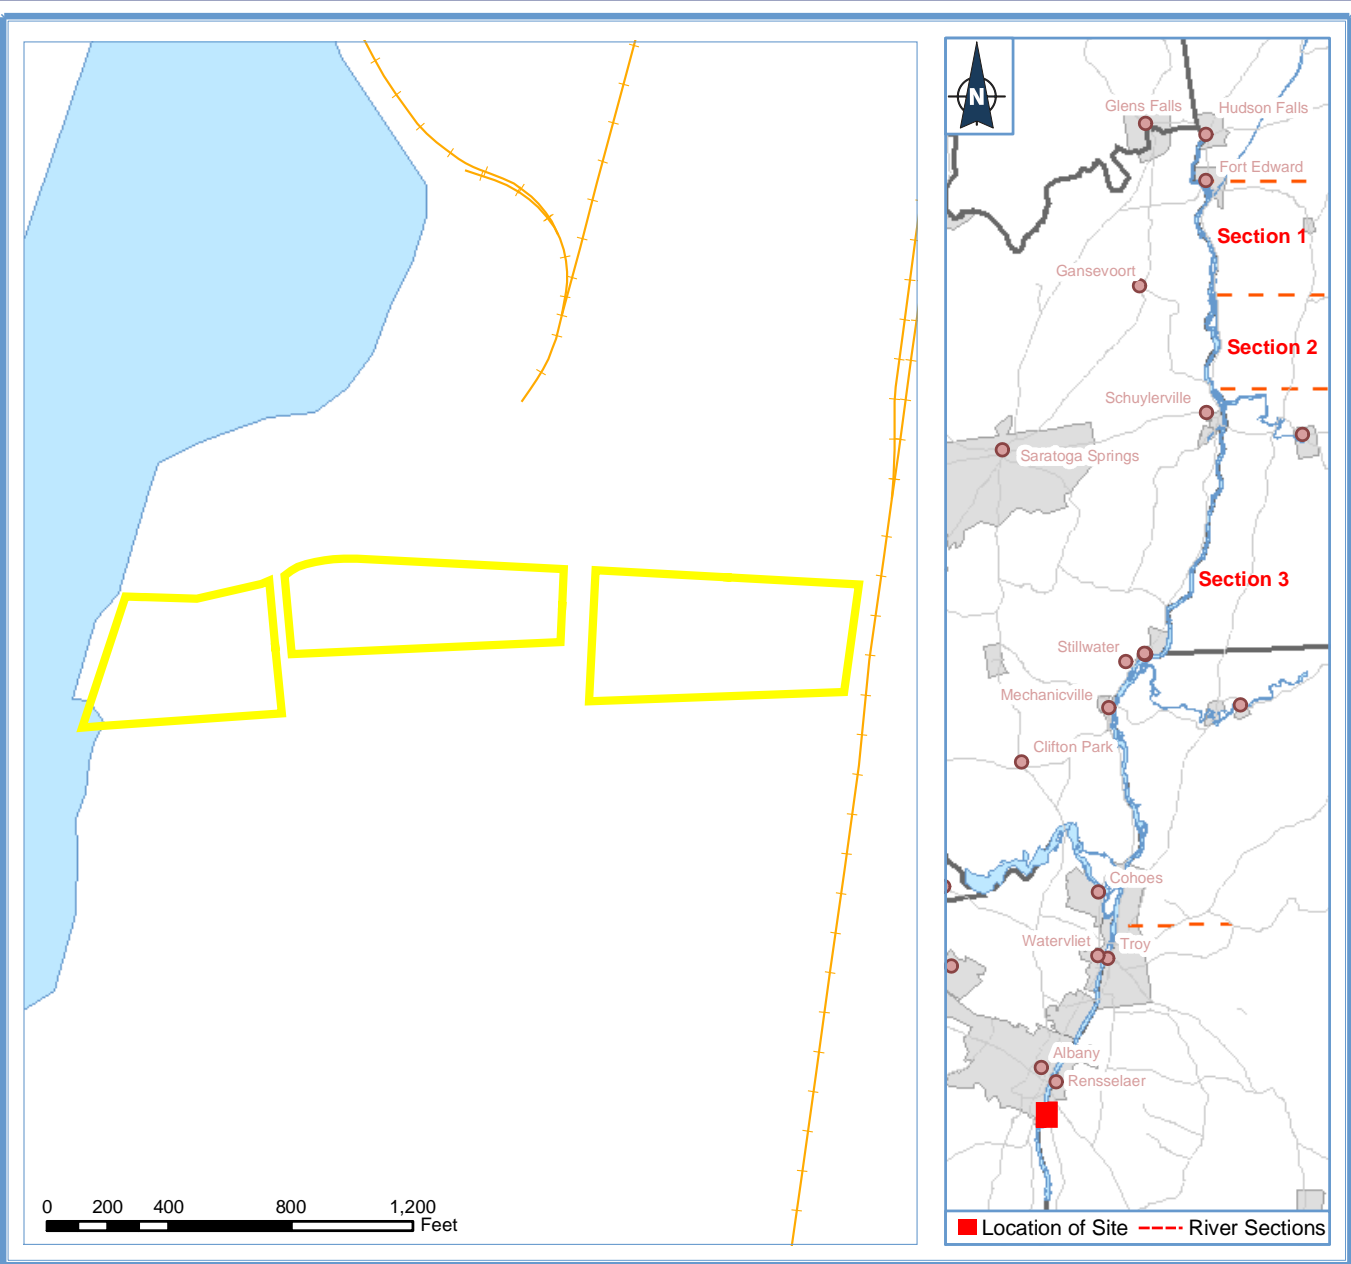 N
Glens Falls
Hudson Falls
Fort Edward
Section 1
Gansevoort
Section 2
Schuylerville
Saratoga Springs
Section 3
Stillwater
Mechanicville
Clifton Park
Cohoes
Watervliet
Troy
Albany
Rensselaer
0 200 400 800 1,200
Feet
Location of Site
River Sections